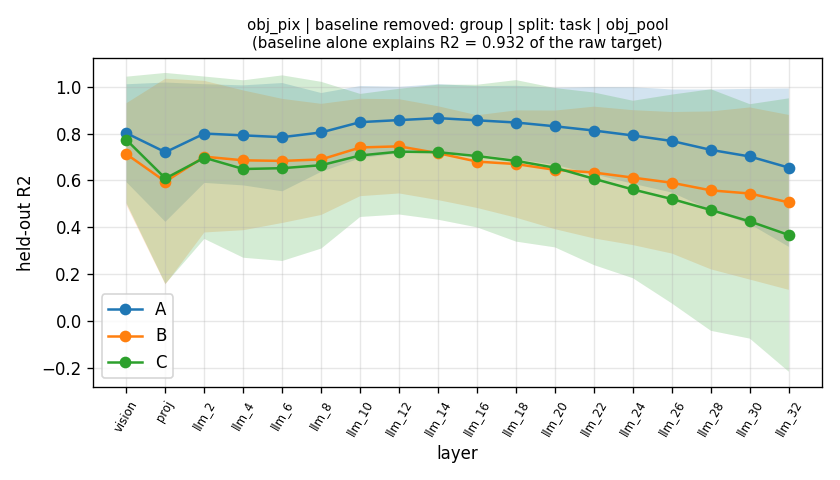 obj_pix | baseline removed: group | split: task | obj_pool
(baseline alone explains R2 = 0.932 of the raw target)
held-out R2
1.0
0.8
0.6
0.4
0.2
0.0
−0.2
A
B
C
vision
proj
llm_2
llm_4
llm_6
llm_8
llm_10
llm_12
llm_14
llm_16
llm_18
llm_20
llm_22
llm_24
llm_26
llm_28
llm_30
llm_32
layer